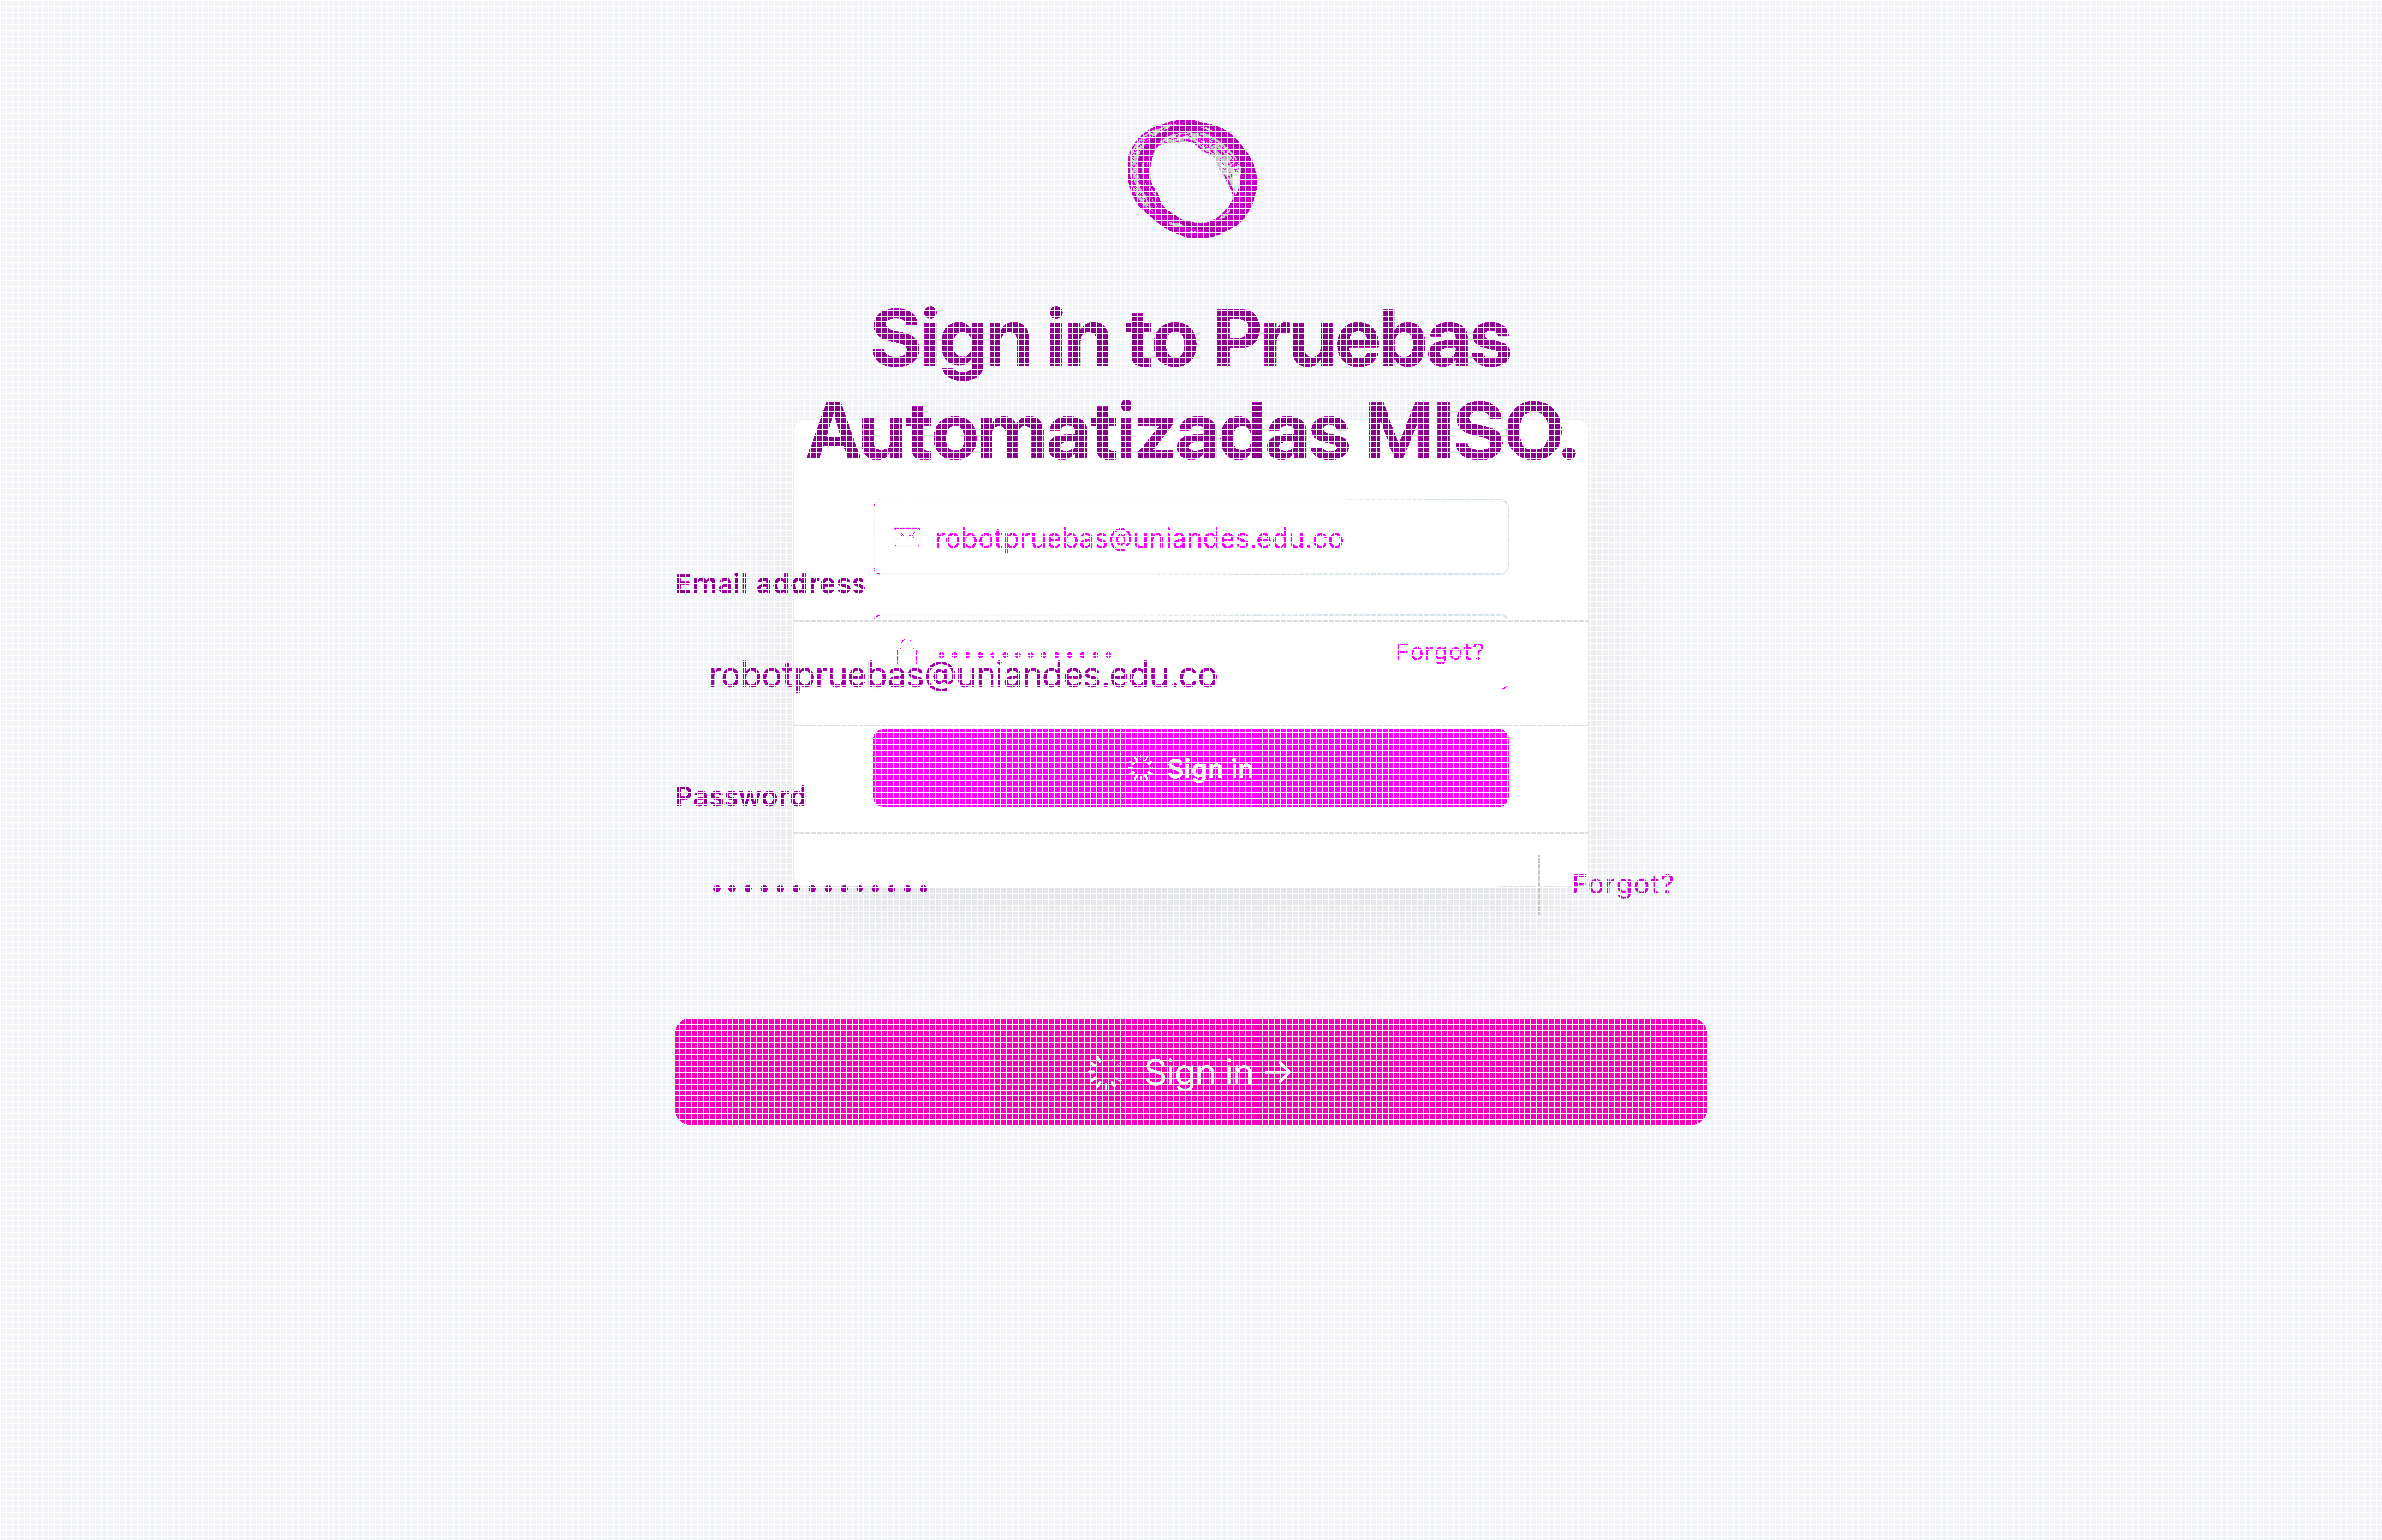 Sign in to Pruebas
Automatizadas MISO.
robotpruebas@uniandes.edu.co
Email address
Forgot?
robotpruebas@uniandes.edu.co
Sign in
Password
Forgot?
Sign in →